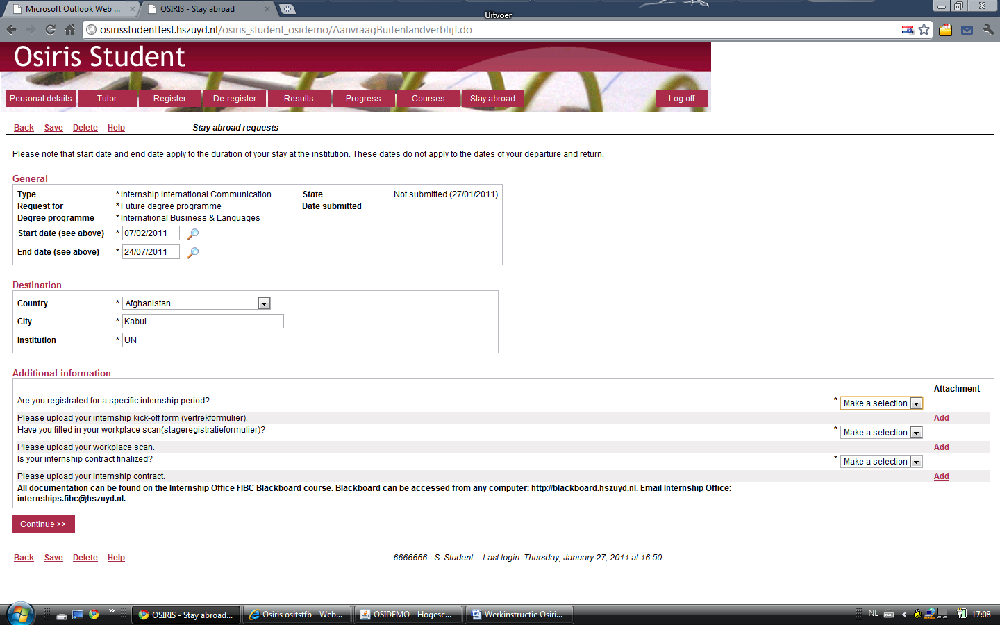 Microsoft Outlook Web ...
OSIRIS - Stay abroad
Uitvoer
osirisstudenttest.hszuyd.nl/osiris_student_osidemo/AanvraagBuitenlandverblijf.do
Osiris Student
Personal details Tutor Register De-register Results Progress Courses Stay abroad Log off
Back Save Delete Help Stay abroad requests
Please note that start date and end date apply to the duration of your stay at the institution. These dates do not apply to the dates of your departure and return.
General
Type * Internship International Communication State Not submitted (27/01/2011)
Request for * Future degree programme Date submitted
Degree programme * International Business & Languages
Start date (see above) * 07/02/2011
End date (see above) * 24/07/2011
Destination
Country * Afghanistan
City * Kabul
Institution * UN
Additional information
Attachment
Are you registrated for a specific internship period? * Make a selection
Please upload your internship kick-off form (vertrekformulier). Add
Have you filled in your workplace scan(stageregistratieformulier)? * Make a selection
Please upload your workplace scan. Add
Is your internship contract finalized? * Make a selection
Please upload your internship contract. Add
All documentation can be found on the Internship Office FIBC Blackboard course. Blackboard can be accessed from any computer: http://blackboard.hszuyd.nl. Email Internship Office:
internships.fibc@hszuyd.nl.
Continue >>
Back Save Delete Help 6666666 - S. Student Last login: Thursday, January 27, 2011 at 16:50
OSIRIS - Stay abroad... Osiris ositstfb - Web... OSIDEMO - Hogesc... Werkinstructie Osiri... NL 17:08